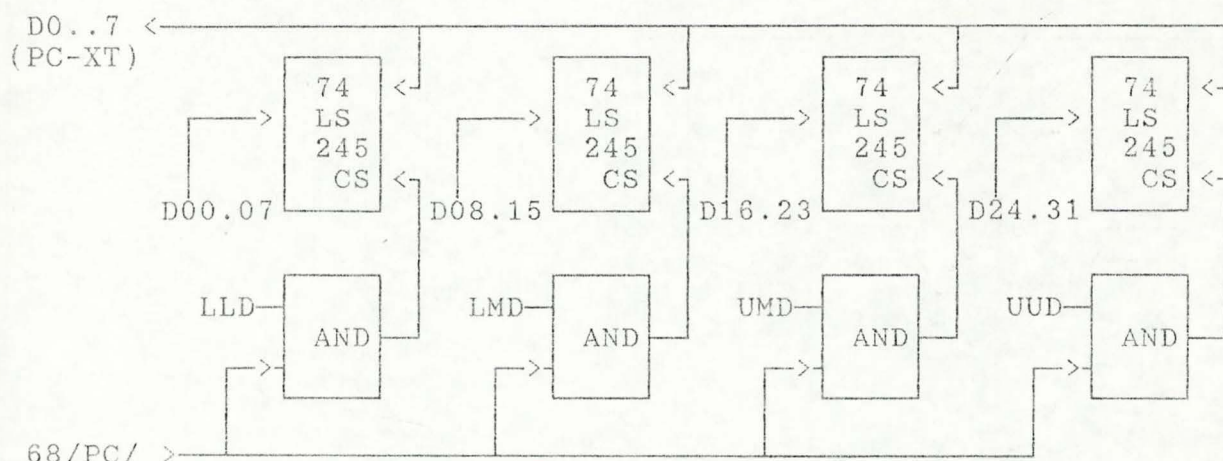 D0..7
(PC-XT)
74 74 74 74
LS LS LS LS
245 245 245 245
CS CS CS CS
D00.07 D08.15 D16.23 D24.31
LLD LMD UMD UUD
AND AND AND AND
68/PC/